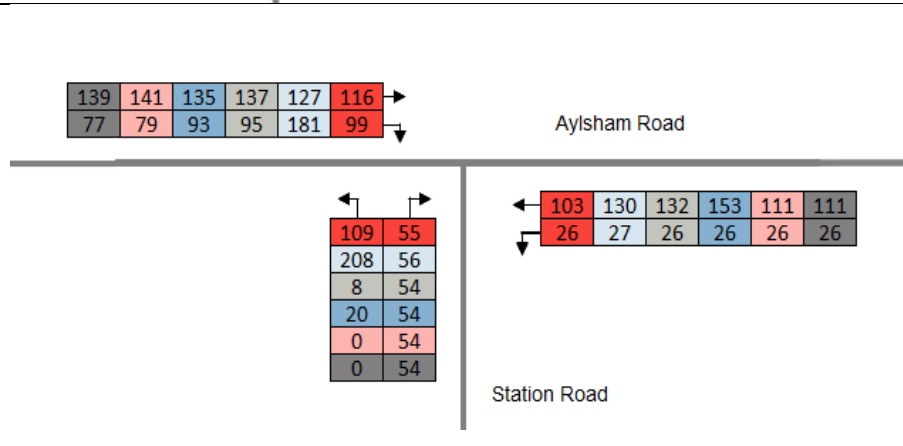 139 141 135 137 127 116
77 79 93 95 181 99
Aylsham Road
103 130 132 153 111 111
26 27 26 26 26 26
109 55
208 56
8 54
20 54
0 54
0 54
Station Road